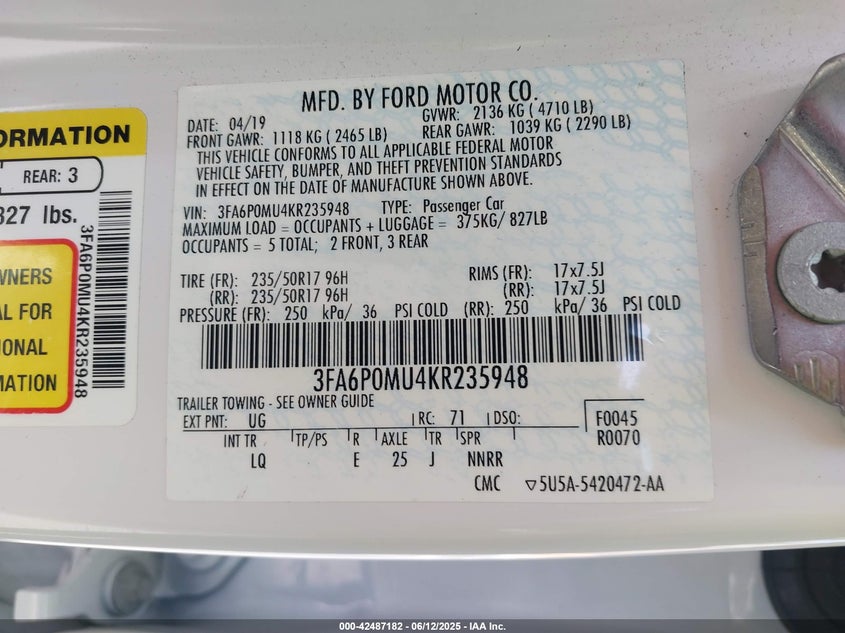 ORMATION
REAR: 3
327 lbs.
WNERS
AL FOR
IONAL
MATION
3FA6P0MU4KR235948
MFD. BY FORD MOTOR CO.
DATE: 04/19 GVWR: 2136 KG ( 4710 LB)
FRONT GAWR: 1118 KG ( 2465 LB) REAR GAWR: 1039 KG ( 2290 LB)
THIS VEHICLE CONFORMS TO ALL APPLICABLE FEDERAL MOTOR
VEHICLE SAFETY, BUMPER, AND THEFT PREVENTION STANDARDS
IN EFFECT ON THE DATE OF MANUFACTURE SHOWN ABOVE.
VIN: 3FA6P0MU4KR235948 TYPE: Passenger Car
MAXIMUM LOAD = OCCUPANTS + LUGGAGE = 375KG/ 827LB
OCCUPANTS = 5 TOTAL; 2 FRONT, 3 REAR
TIRE (FR): 235/50R17 96H RIMS (FR): 17x7.5J
(RR): 235/50R17 96H (RR): 17x7.5J
PRESSURE (FR): 250 kPa/ 36 PSI COLD (RR): 250 kPa/ 36 PSI COLD
3FA6P0MU4KR235948
TRAILER TOWING - SEE OWNER GUIDE
EXT PNT: UG RC: 71 DSO: F0045
INT TR TP/PS R AXLE TR SPR R0070
LQ E 25 J NNRR
CMC ▽5U5A-5420472-AA
000-42487182 - 06/12/2025 - IAA Inc.